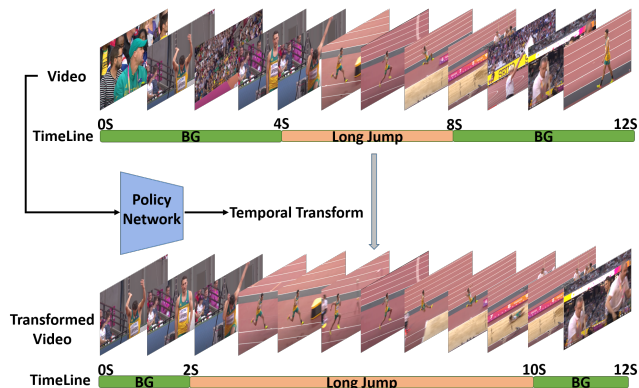 Video
0S 4S 8S 12S
TimeLine BG Long Jump BG
Policy
Network
Temporal Transform
Transformed
Video
0S 2S 10S 12S
TimeLine BG Long Jump BG